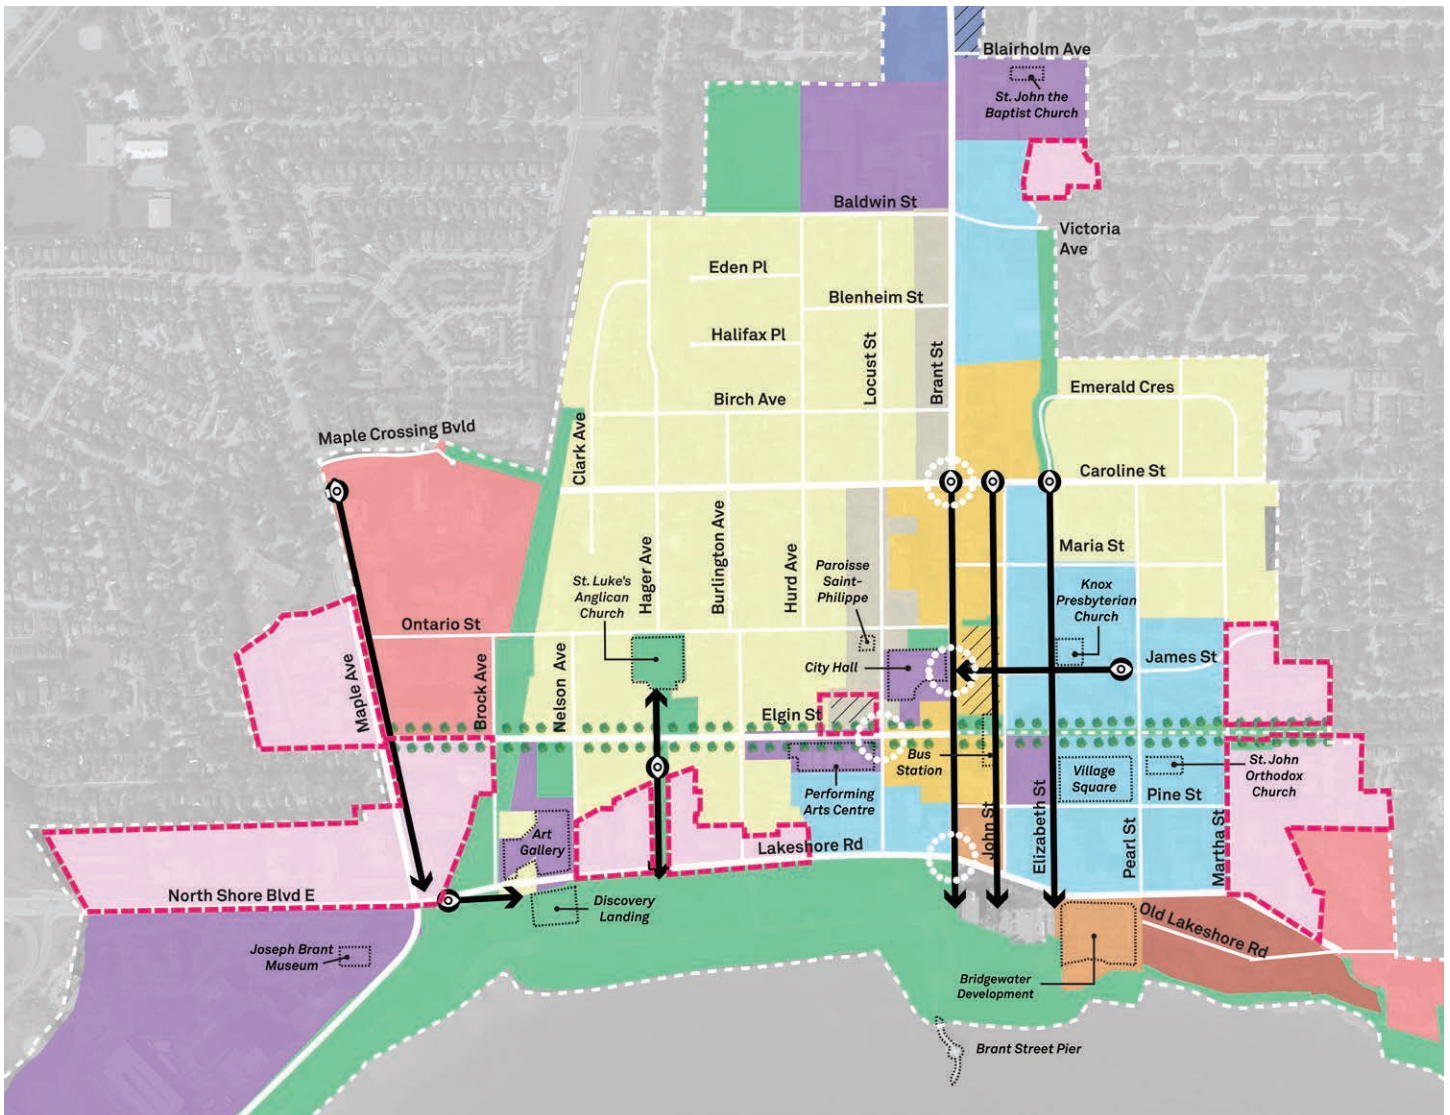 Blairholm Ave
St. John the
Baptist Church
Baldwin St
Victoria
Ave
Eden Pl
Blenheim St
Halifax Pl
Locust St
Brant St
Emerald Cres
Birch Ave
Maple Crossing Bvld
Clark Ave
Caroline St
Hager Ave
Burlington Ave
Hurd Ave
Maria St
Paroisse
Saint-
Philippe
St. Luke's
Anglican
Church
Knox
Presbyterian
Church
Ontario St
City Hall
James St
Maple Ave
Brock Ave
Nelson Ave
Elgin St
Bus
Station
Village
Square
St. John
Orthodox
Church
Performing
Arts Centre
Pine St
Art
Gallery
Lakeshore Rd
John St
Elizabeth St
Pearl St
Martha St
North Shore Blvd E
Discovery
Landing
Old Lakeshore Rd
Joseph Brant
Museum
Bridgewater
Development
Brant Street Pier